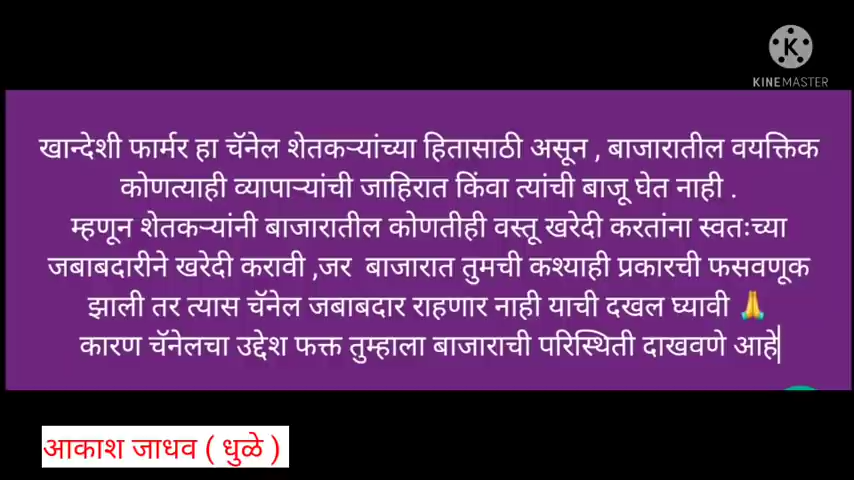 KINEMASTER
खान्देशी फार्मर हा चॅनेल शेतकऱ्यांच्या हितासाठी असून , बाजारातील वयक्तिक
कोणत्याही व्यापाऱ्यांची जाहिरात किंवा त्यांची बाजू घेत नाही .
म्हणून शेतकऱ्यांनी बाजारातील कोणतीही वस्तू खरेदी करतांना स्वतःच्या
जबाबदारीने खरेदी करावी ,जर बाजारात तुमची कश्याही प्रकारची फसवणूक
झाली तर त्यास चॅनेल जबाबदार राहणार नाही याची दखल घ्यावी 🙏
कारण चॅनेलचा उद्देश फक्त तुम्हाला बाजाराची परिस्थिती दाखवणे आहे
आकाश जाधव ( धुळे )